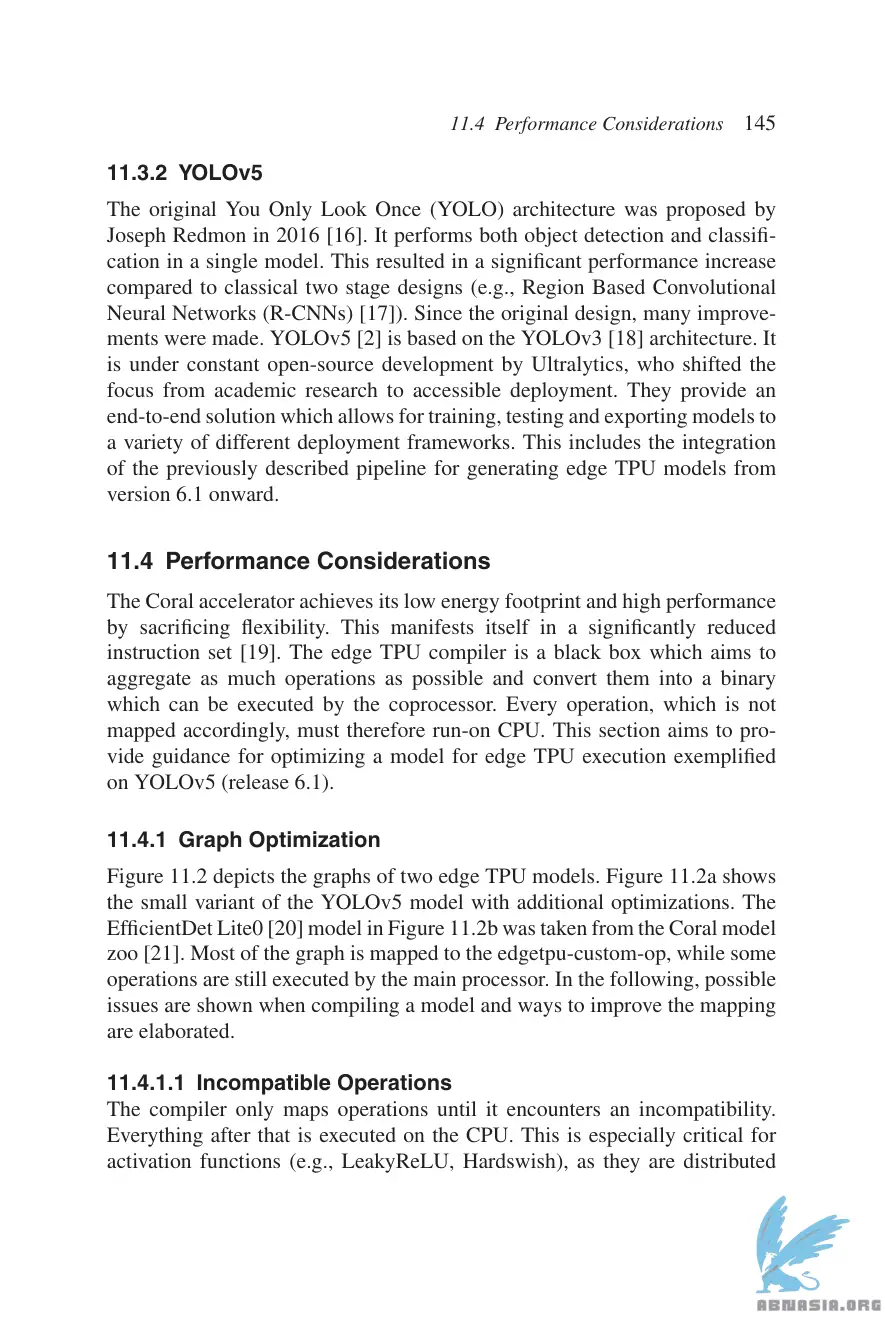 11.4 Performance Considerations 145
11.3.2 YOLOv5
The original You Only Look Once (YOLO) architecture was proposed by
Joseph Redmon in 2016 [16]. It performs both object detection and classifi-
cation in a single model. This resulted in a significant performance increase
compared to classical two stage designs (e.g., Region Based Convolutional
Neural Networks (R-CNNs) [17]). Since the original design, many improve-
ments were made. YOLOv5 [2] is based on the YOLOv3 [18] architecture. It
is under constant open-source development by Ultralytics, who shifted the
focus from academic research to accessible deployment. They provide an
end-to-end solution which allows for training, testing and exporting models to
a variety of different deployment frameworks. This includes the integration
of the previously described pipeline for generating edge TPU models from
version 6.1 onward.
11.4 Performance Considerations
The Coral accelerator achieves its low energy footprint and high performance
by sacrificing flexibility. This manifests itself in a significantly reduced
instruction set [19]. The edge TPU compiler is a black box which aims to
aggregate as much operations as possible and convert them into a binary
which can be executed by the coprocessor. Every operation, which is not
mapped accordingly, must therefore run-on CPU. This section aims to pro-
vide guidance for optimizing a model for edge TPU execution exemplified
on YOLOv5 (release 6.1).
11.4.1 Graph Optimization
Figure 11.2 depicts the graphs of two edge TPU models. Figure 11.2a shows
the small variant of the YOLOv5 model with additional optimizations. The
EfficientDet Lite0 [20] model in Figure 11.2b was taken from the Coral model
zoo [21]. Most of the graph is mapped to the edgetpu-custom-op, while some
operations are still executed by the main processor. In the following, possible
issues are shown when compiling a model and ways to improve the mapping
are elaborated.
11.4.1.1 Incompatible Operations
The compiler only maps operations until it encounters an incompatibility.
Everything after that is executed on the CPU. This is especially critical for
activation functions (e.g., LeakyReLU, Hardswish), as they are distributed
ABNASIA.ORG